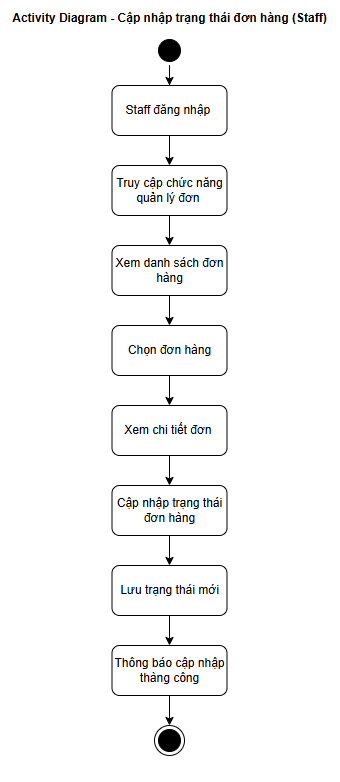 Activity Diagram - Cập nhập trạng thái đơn hàng (Staff)
Staff đăng nhập
Truy cập chức năng
quản lý đơn
Xem danh sách đơn
hàng
Chọn đơn hàng
Xem chi tiết đơn
Cập nhập trạng thái
đơn hàng
Lưu trạng thái mới
Thông báo cập nhập
thảng công